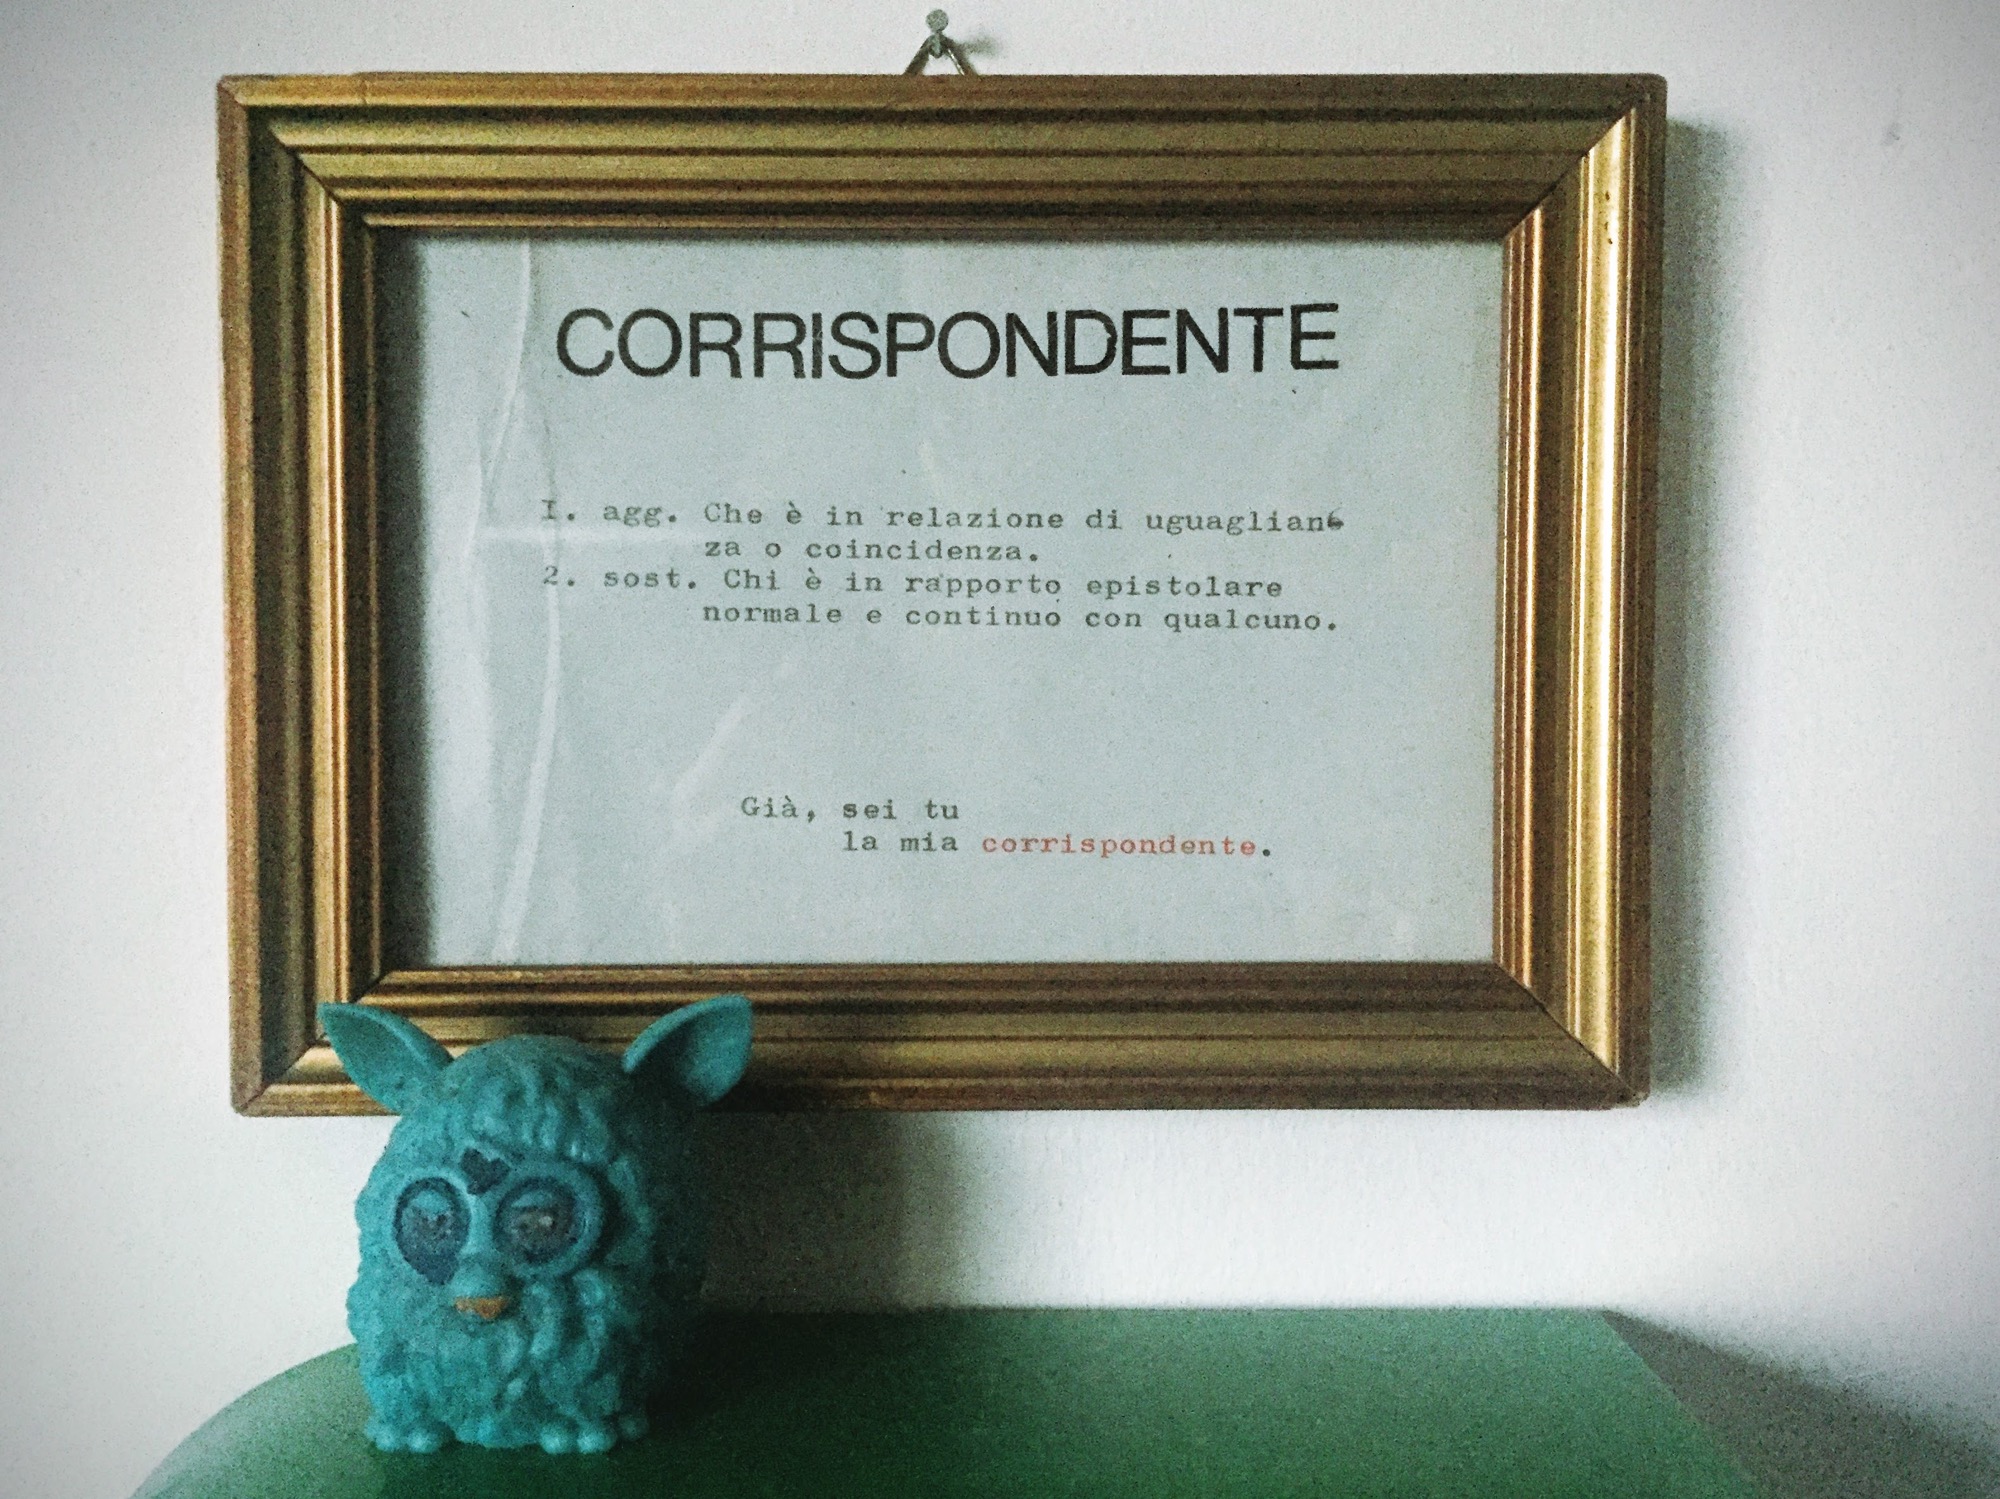 CORRISPONDENTE
I. agg. Che è in relazione di uguaglian-
za o coincidenza.
2. sost. Chi è in rapporto epistolare
normale e continuo con qualcuno.
Già, sei tu
la mia corrispondente.